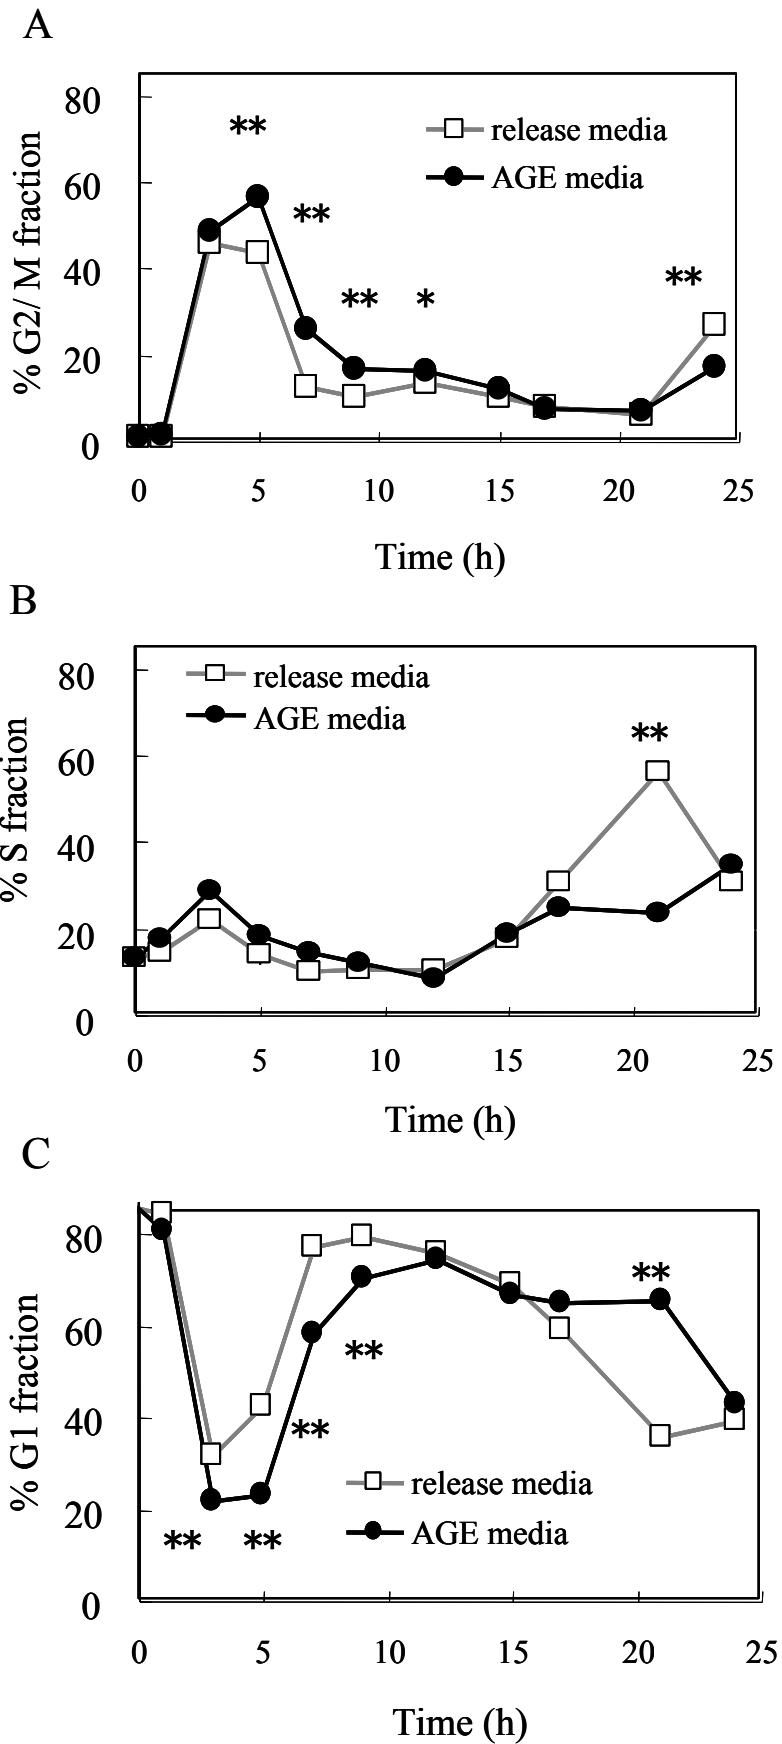 A
80
60
40
20
0
% G2/ M fraction
**
**
**
*
**
release media
AGE media
0 5 10 15 20 25
Time (h)
B
80
60
40
20
0
% S fraction
release media
AGE media
**
0 5 10 15 20 25
Time (h)
C
80
60
40
20
0
% G1 fraction
**
**
**
**
**
release media
AGE media
0 5 10 15 20 25
Time (h)